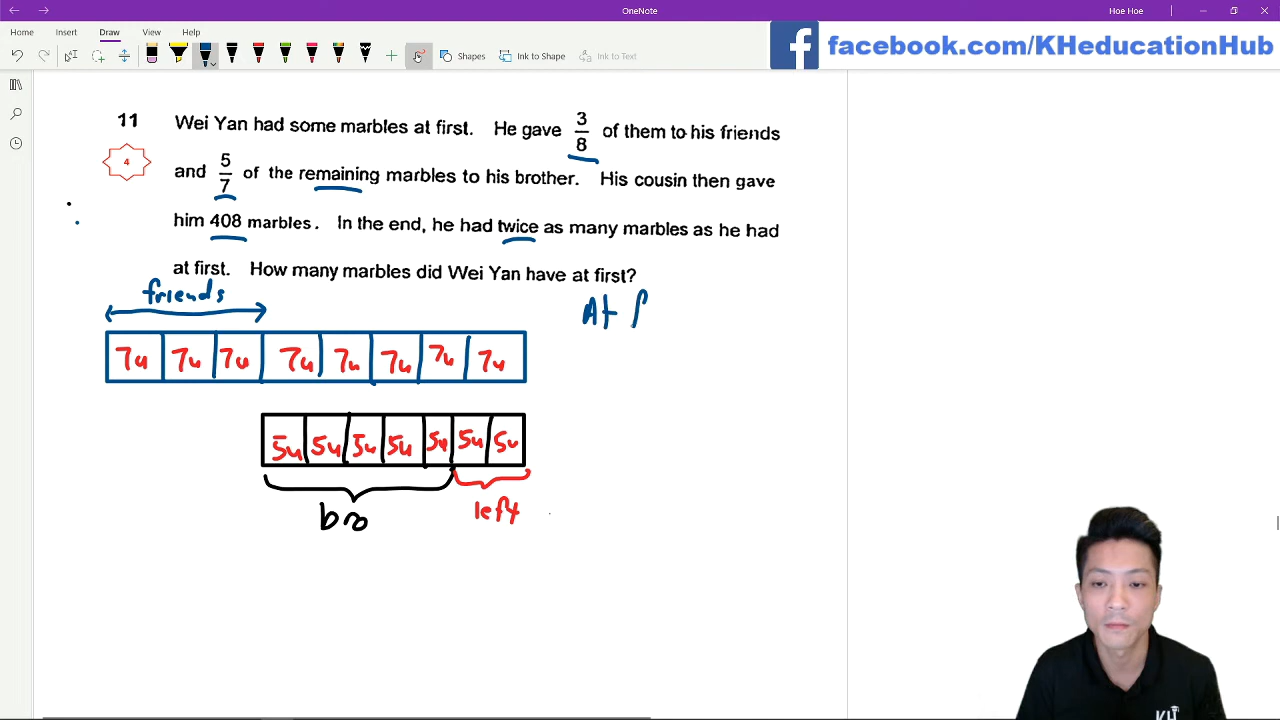 OneNote
Hoe Hoe
Home Insert Draw View Help
Shapes Ink to Shape Ink to Text
facebook.com/KHeducationHub
11 Wei Yan had some marbles at first. He gave 3/8 of them to his friends
4
and 5/7 of the remaining marbles to his brother. His cousin then gave
him 408 marbles. In the end, he had twice as many marbles as he had
at first. How many marbles did Wei Yan have at first?
friends
At f
7u 7u 7u 7u 7u 7u 7u 7u
5u 5u 5u 5u 5u 5u 5u
bro
left
KH